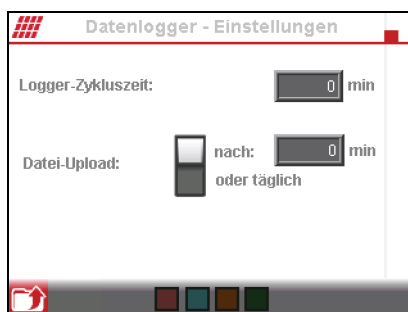 Datenlogger - Einstellungen
Logger-Zykluszeit: 0 min
Datei-Upload: nach: 0 min
oder täglich